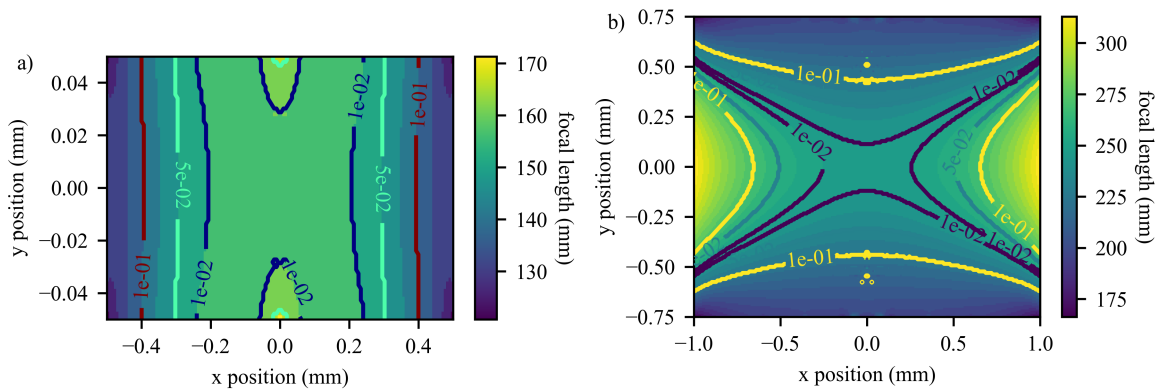 a)
0.04
0.02
0.00
−0.02
−0.04
y position (mm)
−0.4
−0.2
0.0
0.2
0.4
x position (mm)
1e-01
5e-02
1e-02
1e-02
1e-02
5e-02
1e-01
170
160
150
140
130
focal length (mm)
b)
0.75
0.50
0.25
0.00
−0.25
−0.50
−0.75
y position (mm)
−1.0
−0.5
0.0
0.5
1.0
x position (mm)
1e-01
1e-01
1e-02
1e-02
5e-02
1e-01
5e-02
1e-02
1e-02
1e-01
1e-01
300
275
250
225
200
175
focal length (mm)